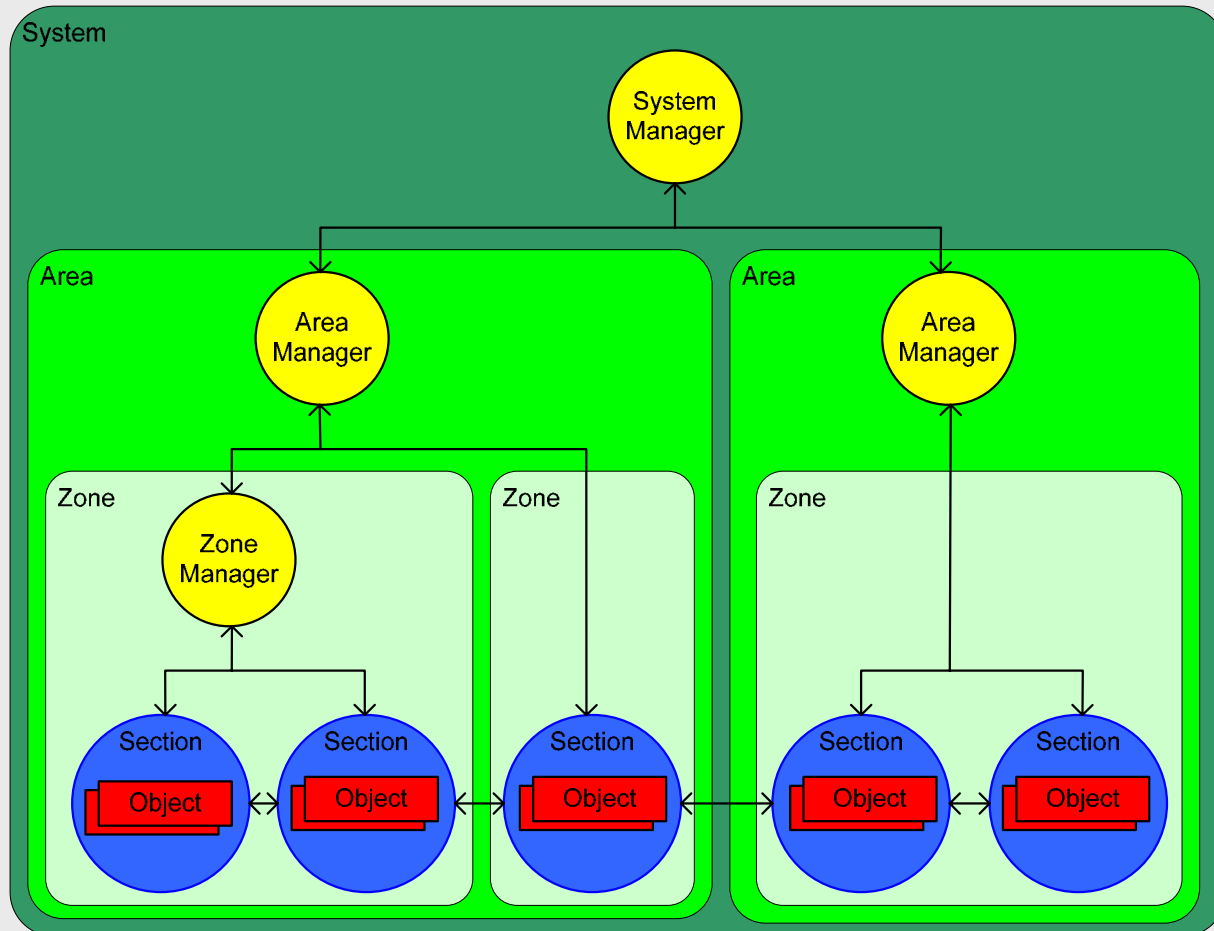 System
System
Manager
Area
Area
Area
Manager
Area
Manager
Zone
Zone
Zone
Zone
Manager
Section
Section
Section
Section
Section
Object
Object
Object
Object
Object